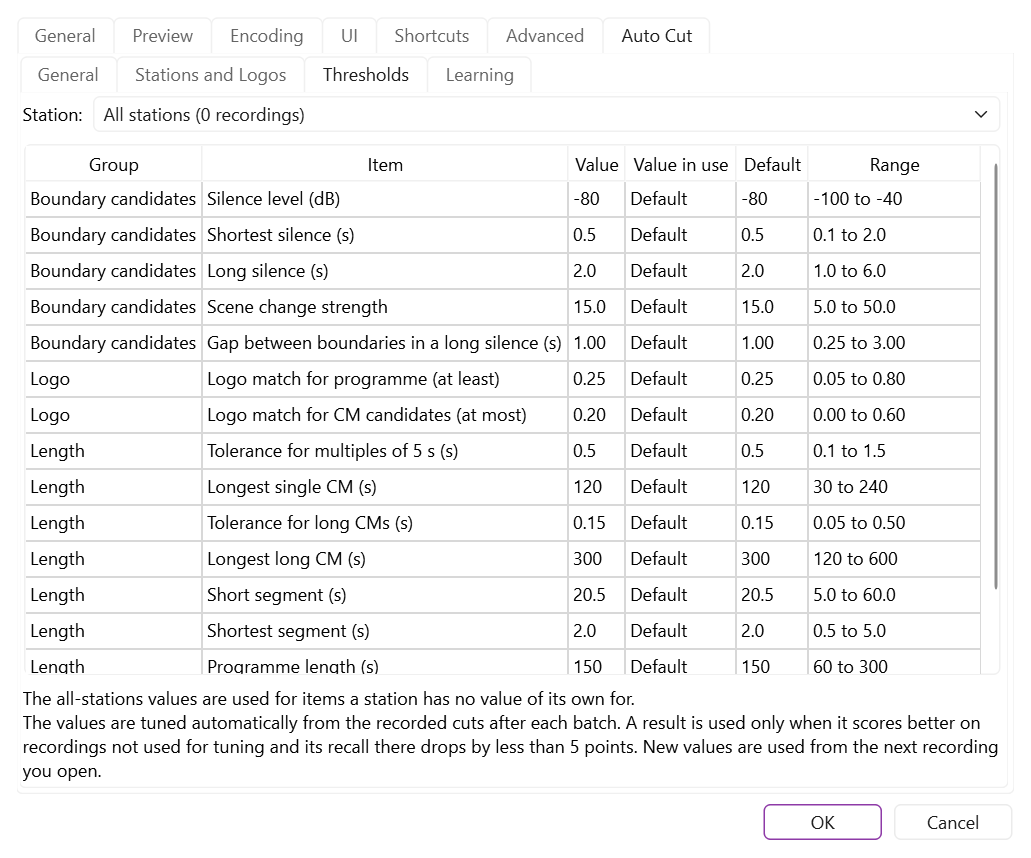 General Preview Encoding UI Shortcuts Advanced Auto Cut
General Stations and Logos Thresholds Learning
Station: All stations (0 recordings)
Group Item Value Value in use Default Range
Boundary candidates Silence level (dB) -80 Default -80 -100 to -40
Boundary candidates Shortest silence (s) 0.5 Default 0.5 0.1 to 2.0
Boundary candidates Long silence (s) 2.0 Default 2.0 1.0 to 6.0
Boundary candidates Scene change strength 15.0 Default 15.0 5.0 to 50.0
Boundary candidates Gap between boundaries in a long silence (s) 1.00 Default 1.00 0.25 to 3.00
Logo Logo match for programme (at least) 0.25 Default 0.25 0.05 to 0.80
Logo Logo match for CM candidates (at most) 0.20 Default 0.20 0.00 to 0.60
Length Tolerance for multiples of 5 s (s) 0.5 Default 0.5 0.1 to 1.5
Length Longest single CM (s) 120 Default 120 30 to 240
Length Tolerance for long CMs (s) 0.15 Default 0.15 0.05 to 0.50
Length Longest long CM (s) 300 Default 300 120 to 600
Length Short segment (s) 20.5 Default 20.5 5.0 to 60.0
Length Shortest segment (s) 2.0 Default 2.0 0.5 to 5.0
Length Programme length (s) 150 Default 150 60 to 300
The all-stations values are used for items a station has no value of its own for.
The values are tuned automatically from the recorded cuts after each batch. A result is used only when it scores better on
recordings not used for tuning and its recall there drops by less than 5 points. New values are used from the next recording
you open.
OK Cancel